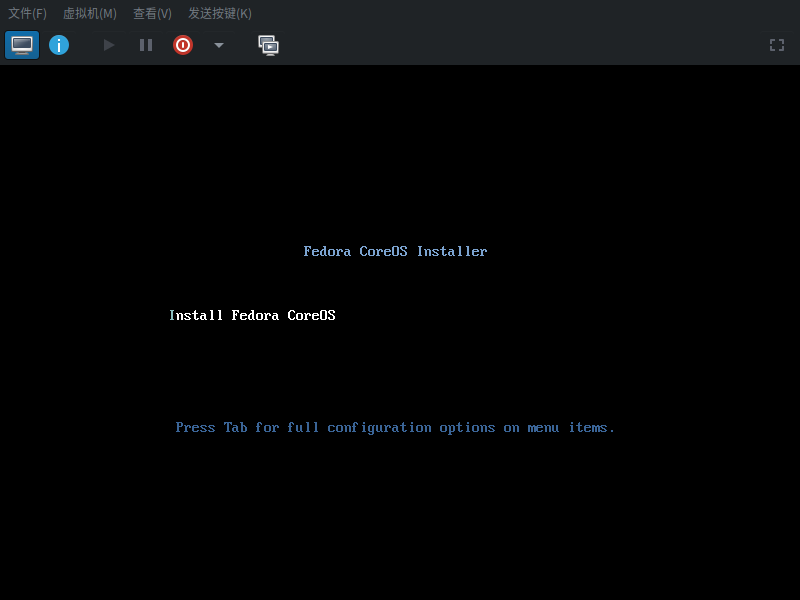 文件(F) 虚拟机(M) 查看(V) 发送按键(K)
Fedora CoreOS Installer
Install Fedora CoreOS
Press Tab for full configuration options on menu items.